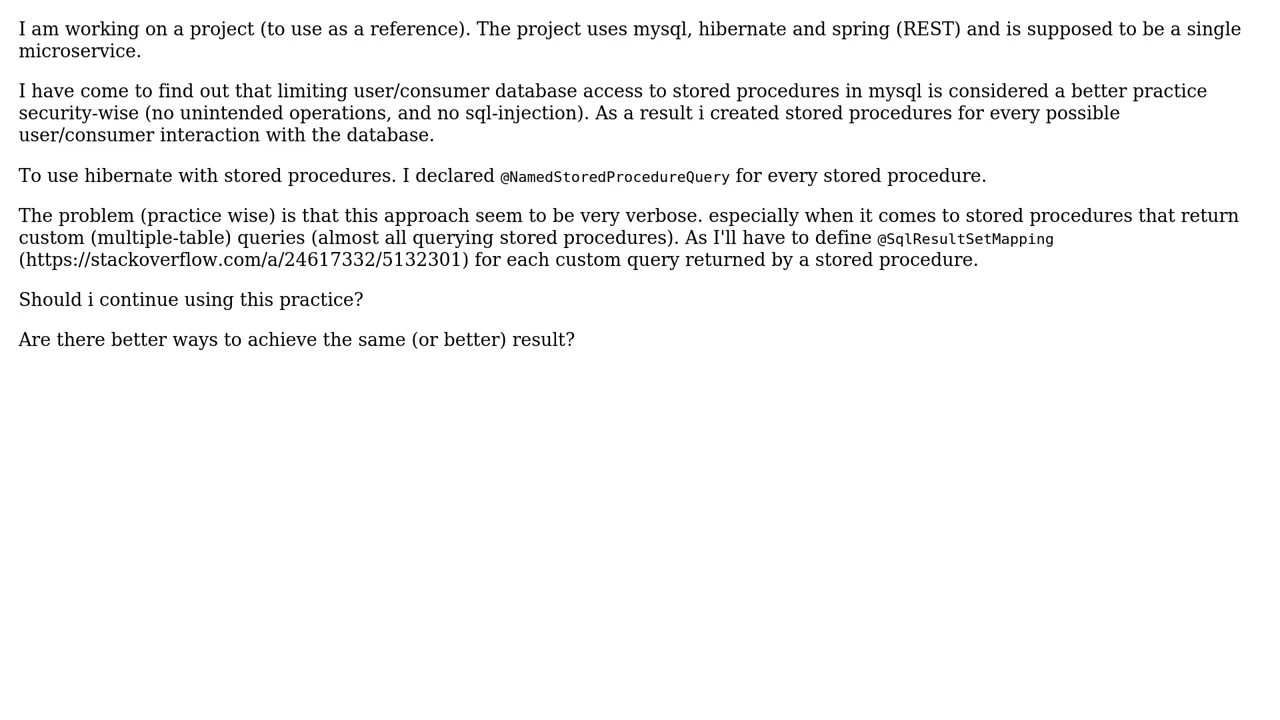 I am working on a project (to use as a reference). The project uses mysql, hibernate and spring (REST) and is supposed to be a single
microservice.
I have come to find out that limiting user/consumer database access to stored procedures in mysql is considered a better practice
security-wise (no unintended operations, and no sql-injection). As a result i created stored procedures for every possible
user/consumer interaction with the database.
To use hibernate with stored procedures. I declared @NamedStoredProcedureQuery for every stored procedure.
The problem (practice wise) is that this approach seem to be very verbose. especially when it comes to stored procedures that return
custom (multiple-table) queries (almost all querying stored procedures). As I'll have to define @SqlResultSetMapping
(https://stackoverflow.com/a/24617332/5132301) for each custom query returned by a stored procedure.
Should i continue using this practice?
Are there better ways to achieve the same (or better) result?